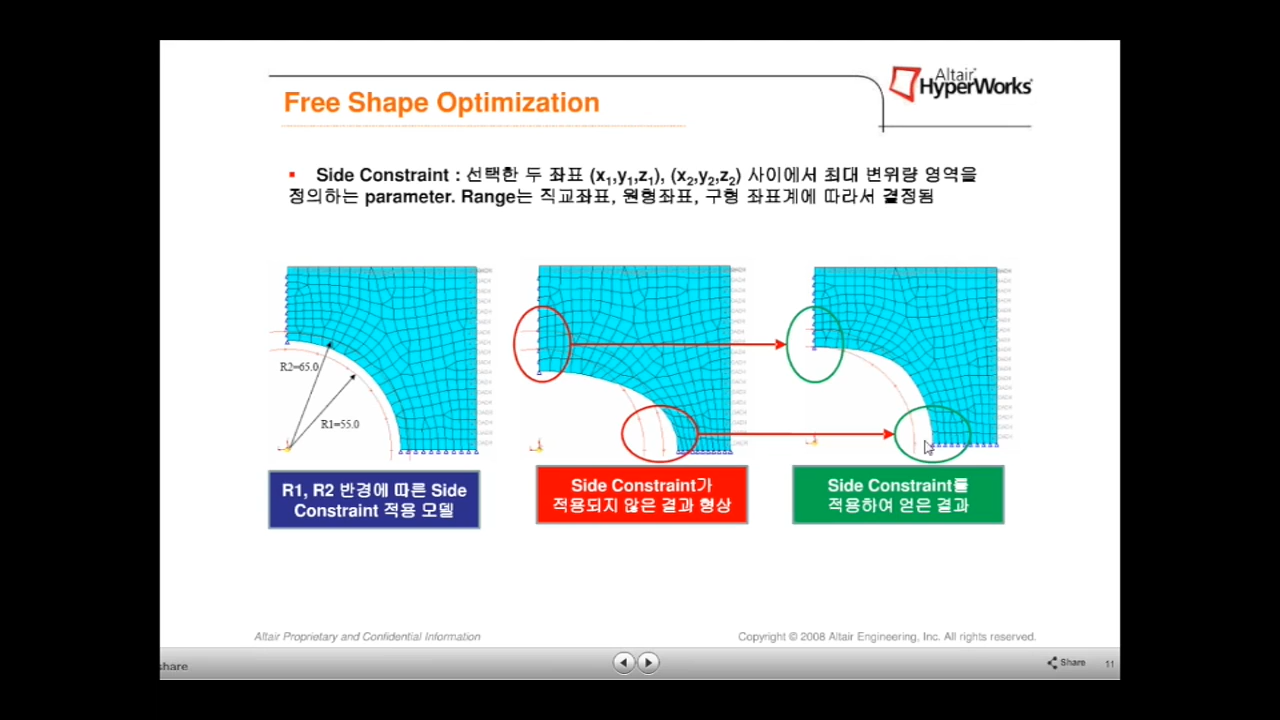 Altair
HyperWorks
Free Shape Optimization
Side Constraint : 선택한 두 좌표 (x1,y1,z1), (x2,y2,z2) 사이에서 최대 변위량 영역을
정의하는 parameter. Range는 직교좌표, 원형좌표, 구형 좌표계에 따라서 결정됨
R2=65.0
R1=55.0
R1, R2 반경에 따른 Side
Constraint 적용 모델
Side Constraint가
적용되지 않은 결과 형상
Side Constraint를
적용하여 얻은 결과
Altair Proprietary and Confidential Information
Copyright © 2008 Altair Engineering, Inc. All rights reserved.
share
Share
11